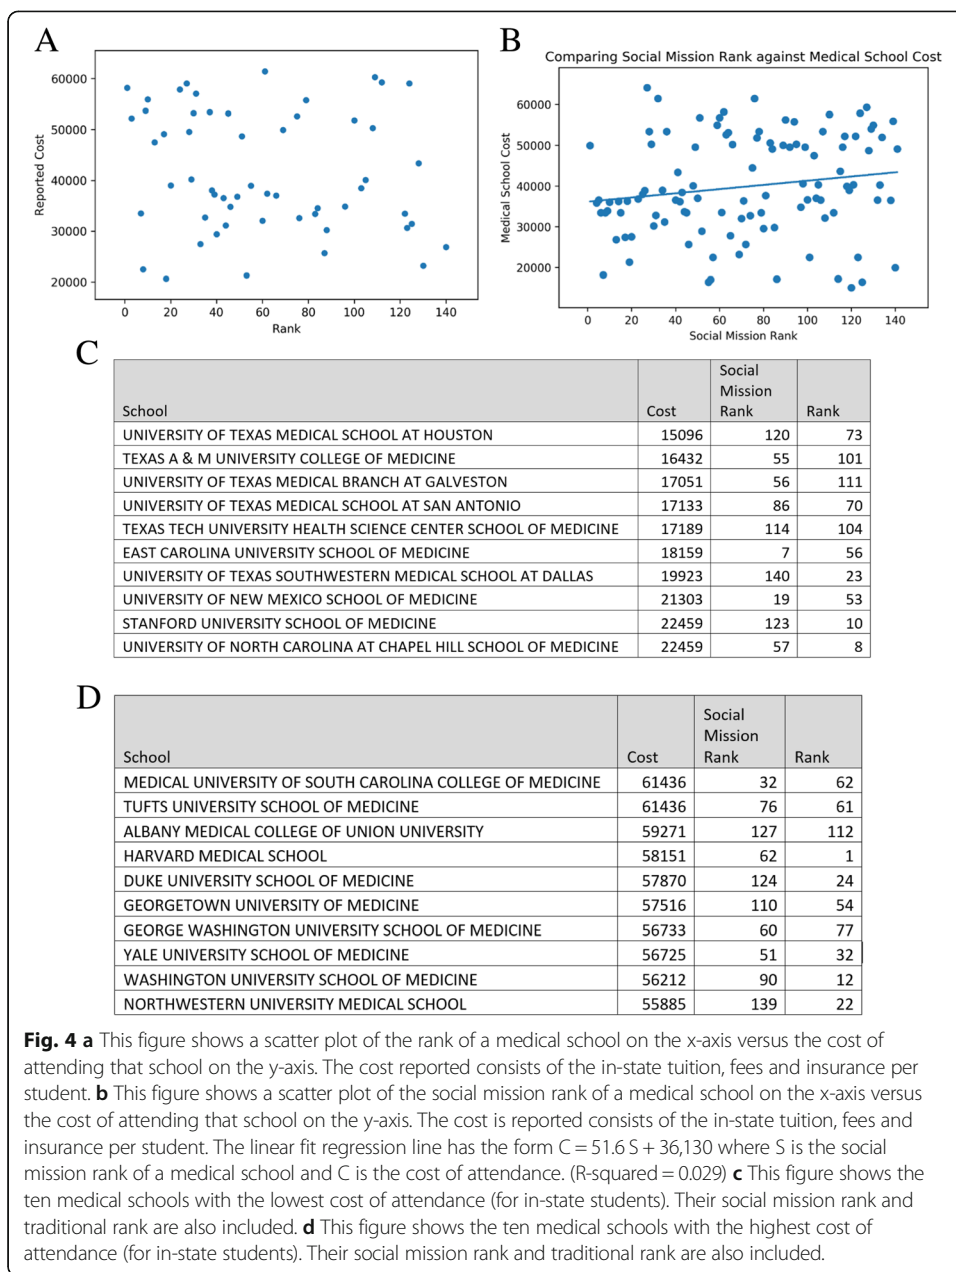 A
60000
50000
40000
30000
20000
Reported Cost
0 20 40 60 80 100 120 140
Rank
B
Comparing Social Mission Rank against Medical School Cost
60000
50000
40000
30000
20000
Medical School Cost
0 20 40 60 80 100 120 140
Social Mission Rank
C
School Cost Social Mission Rank Rank
UNIVERSITY OF TEXAS MEDICAL SCHOOL AT HOUSTON 15096 120 73
TEXAS A & M UNIVERSITY COLLEGE OF MEDICINE 16432 55 101
UNIVERSITY OF TEXAS MEDICAL BRANCH AT GALVESTON 17051 56 111
UNIVERSITY OF TEXAS MEDICAL SCHOOL AT SAN ANTONIO 17133 86 70
TEXAS TECH UNIVERSITY HEALTH SCIENCE CENTER SCHOOL OF MEDICINE 17189 114 104
EAST CAROLINA UNIVERSITY SCHOOL OF MEDICINE 18159 7 56
UNIVERSITY OF TEXAS SOUTHWESTERN MEDICAL SCHOOL AT DALLAS 19923 140 23
UNIVERSITY OF NEW MEXICO SCHOOL OF MEDICINE 21303 19 53
STANFORD UNIVERSITY SCHOOL OF MEDICINE 22459 123 10
UNIVERSITY OF NORTH CAROLINA AT CHAPEL HILL SCHOOL OF MEDICINE 22459 57 8
D
School Cost Social Mission Rank Rank
MEDICAL UNIVERSITY OF SOUTH CAROLINA COLLEGE OF MEDICINE 61436 32 62
TUFTS UNIVERSITY SCHOOL OF MEDICINE 61436 76 61
ALBANY MEDICAL COLLEGE OF UNION UNIVERSITY 59271 127 112
HARVARD MEDICAL SCHOOL 58151 62 1
DUKE UNIVERSITY SCHOOL OF MEDICINE 57870 124 24
GEORGETOWN UNIVERSITY OF MEDICINE 57516 110 54
GEORGE WASHINGTON UNIVERSITY SCHOOL OF MEDICINE 56733 60 77
YALE UNIVERSITY SCHOOL OF MEDICINE 56725 51 32
WASHINGTON UNIVERSITY SCHOOL OF MEDICINE 56212 90 12
NORTHWESTERN UNIVERSITY MEDICAL SCHOOL 55885 139 22
Fig. 4 a This figure shows a scatter plot of the rank of a medical school on the x-axis versus the cost of
attending that school on the y-axis. The cost reported consists of the in-state tuition, fees and insurance per
student. b This figure shows a scatter plot of the social mission rank of a medical school on the x-axis versus
the cost of attending that school on the y-axis. The cost is reported consists of the in-state tuition, fees and
insurance per student. The linear fit regression line has the form C = 51.6 S + 36,130 where S is the social
mission rank of a medical school and C is the cost of attendance. (R-squared = 0.029) c This figure shows the
ten medical schools with the lowest cost of attendance (for in-state students). Their social mission rank and
traditional rank are also included. d This figure shows the ten medical schools with the highest cost of
attendance (for in-state students). Their social mission rank and traditional rank are also included.